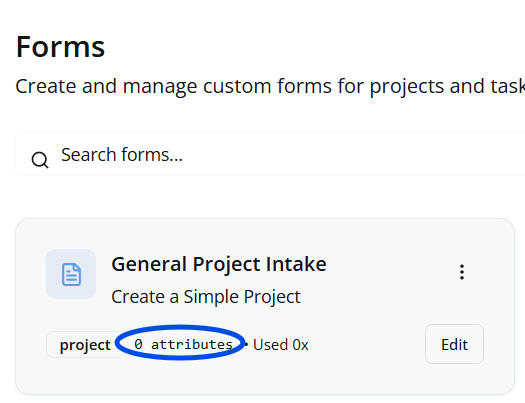 Forms
Create and manage custom forms for projects and task
Search forms...
General Project Intake
Create a Simple Project
project 0 attributes • Used 0x Edit